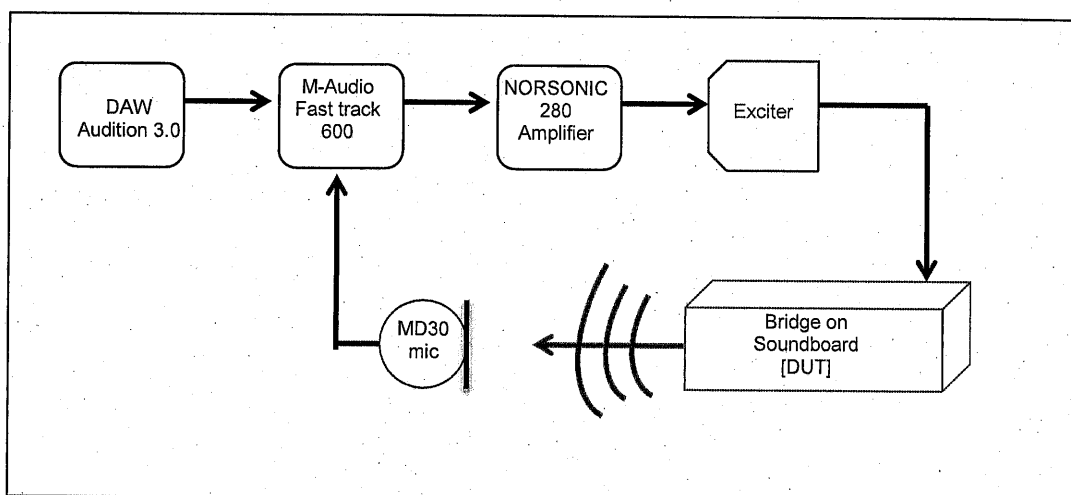 DAW
Audition 3.0
M-Audio
Fast track
600
NORSONIC
280
Amplifier
Exciter
MD30
mic
Bridge on
Soundboard
[DUT]